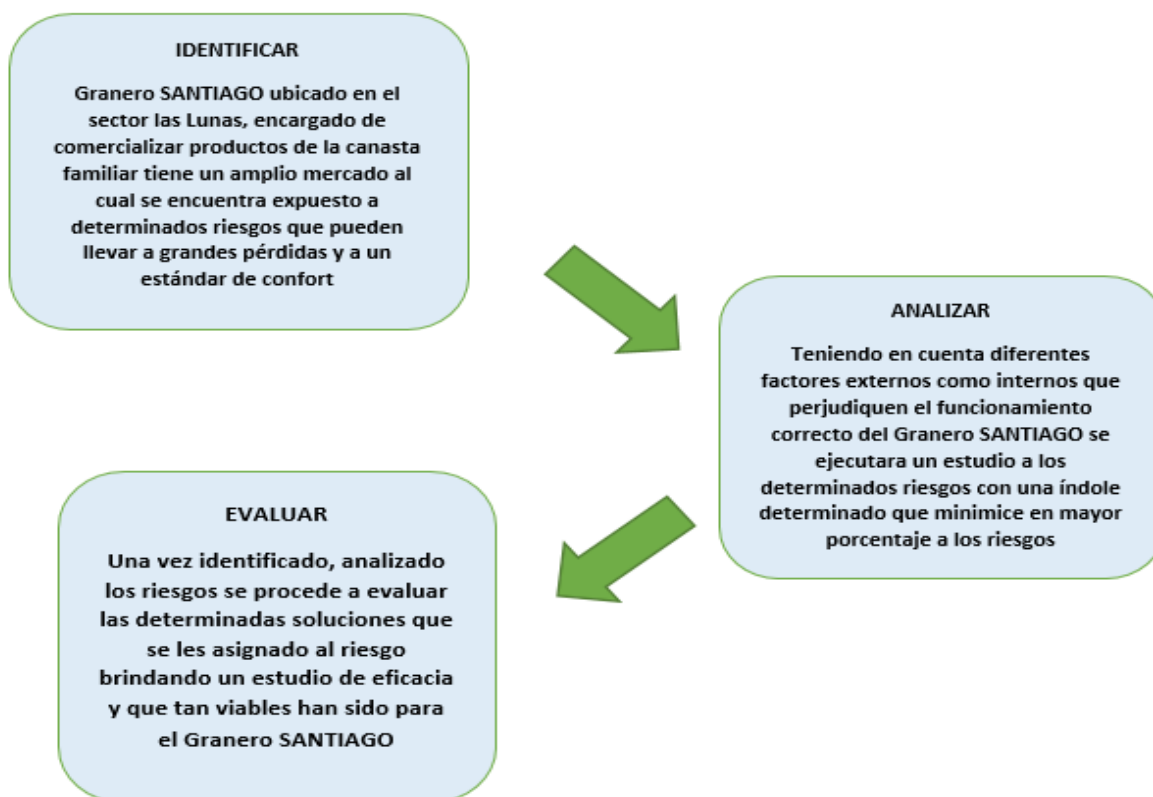 IDENTIFICAR
Granero SANTIAGO ubicado en el
sector las Lunas, encargado de
comercializar productos de la canasta
familiar tiene un amplio mercado al
cual se encuentra expuesto a
determinados riesgos que pueden
llevar a grandes pérdidas y a un
estándar de confort
ANALIZAR
Teniendo en cuenta diferentes
factores externos como internos que
perjudiquen el funcionamiento
correcto del Granero SANTIAGO se
ejecutara un estudio a los
determinados riesgos con una índole
determinado que minimice en mayor
porcentaje a los riesgos
EVALUAR
Una vez identificado, analizado
los riesgos se procede a evaluar
las determinadas soluciones que
se les asignado al riesgo
brindando un estudio de eficacia
y que tan viables han sido para
el Granero SANTIAGO